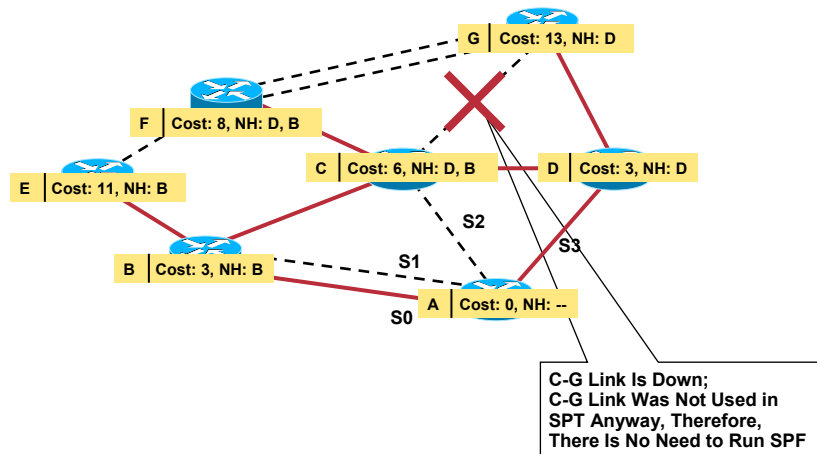 G Cost: 13, NH: D
F Cost: 8, NH: D, B
C Cost: 6, NH: D, B
D Cost: 3, NH: D
E Cost: 11, NH: B
S2
S3
B Cost: 3, NH: B
S1
A Cost: 0, NH: --
S0
C-G Link Is Down;
C-G Link Was Not Used in
SPT Anyway, Therefore,
There Is No Need to Run SPF